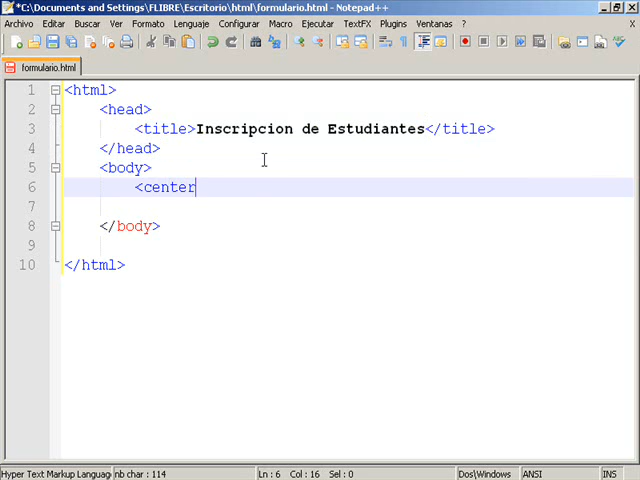 *C:\Documents and Settings\FLIBRE\Escritorio\html\formulario.html - Notepad++
Archivo Editar Buscar Ver Formato Lenguaje Configurar Macro Ejecutar TextFX Plugins Ventanas ?
formulario.html
1 <html>
2 <head>
3 <title>Inscripcion de Estudiantes</title>
4 </head>
5 <body>
6 <center
7
8 </body>
9
10 </html>
Hyper Text Markup Languag nb char : 114 Ln : 6 Col : 16 Sel : 0 Dos\Windows ANSI INS